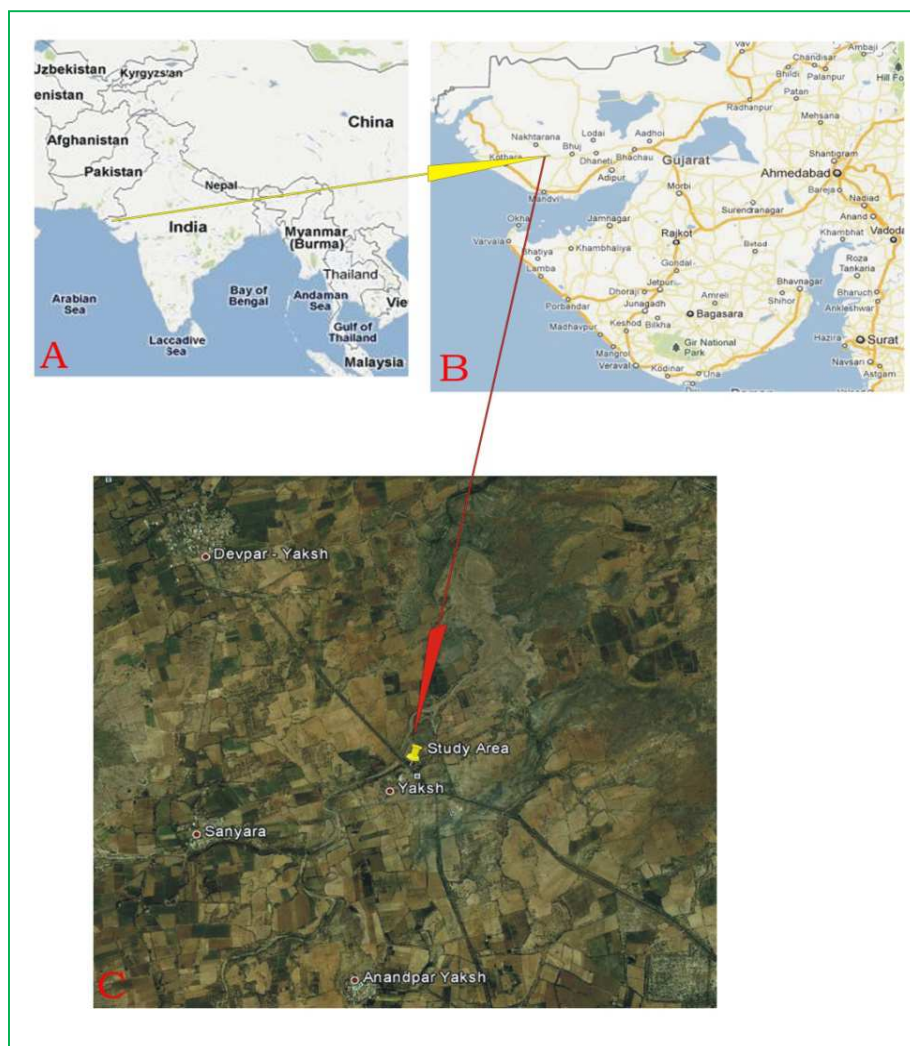 Uzbekistan
Kyrgyzstan
enistan
China
Afghanistan
Pakistan
Nepal
India
Myanmar
(Burma)
Thailand
Bay of
Bengal
Andaman
Sea
Vie
Arabian
Sea
Laccadive
Sea
Gulf of
Thailand
Malaysia
A
Vav
Ambaji
Chandisar
Bhildi
Palanpur
Hill Fo
Radhanpur
Patan
Mehsana
Nakhtarana
Lodai
Aadhoi
Bhuj
Kothara
Dhaneti
Bhachau
Gujarat
Shantigram
Adipur
Ahmedabad
Mandvi
Morbi
Bareja
Nadiad
Okha
Jamnagar
Surendranagar
Anand
Varvala
Khambhaliya
Rajkot
Khambhat
Vadoda
Bhatiya
Gondal
Roza
Tankaria
Lamba
Jetpur
Bhavnagar
Dhoraji
Amreli
Shihor
Bharuch
Porbandar
Junagadh
Ankleshwar
Madhavpur
Keshod
Bilkha
Bagasara
Hazira
Surat
Mangrol
Gir National
Park
Navsari
Veraval
Kodinar
Una
Astgam
B
Devpar - Yaksh
Study Area
Yaksh
Sanyara
Anandpar Yaksh
C